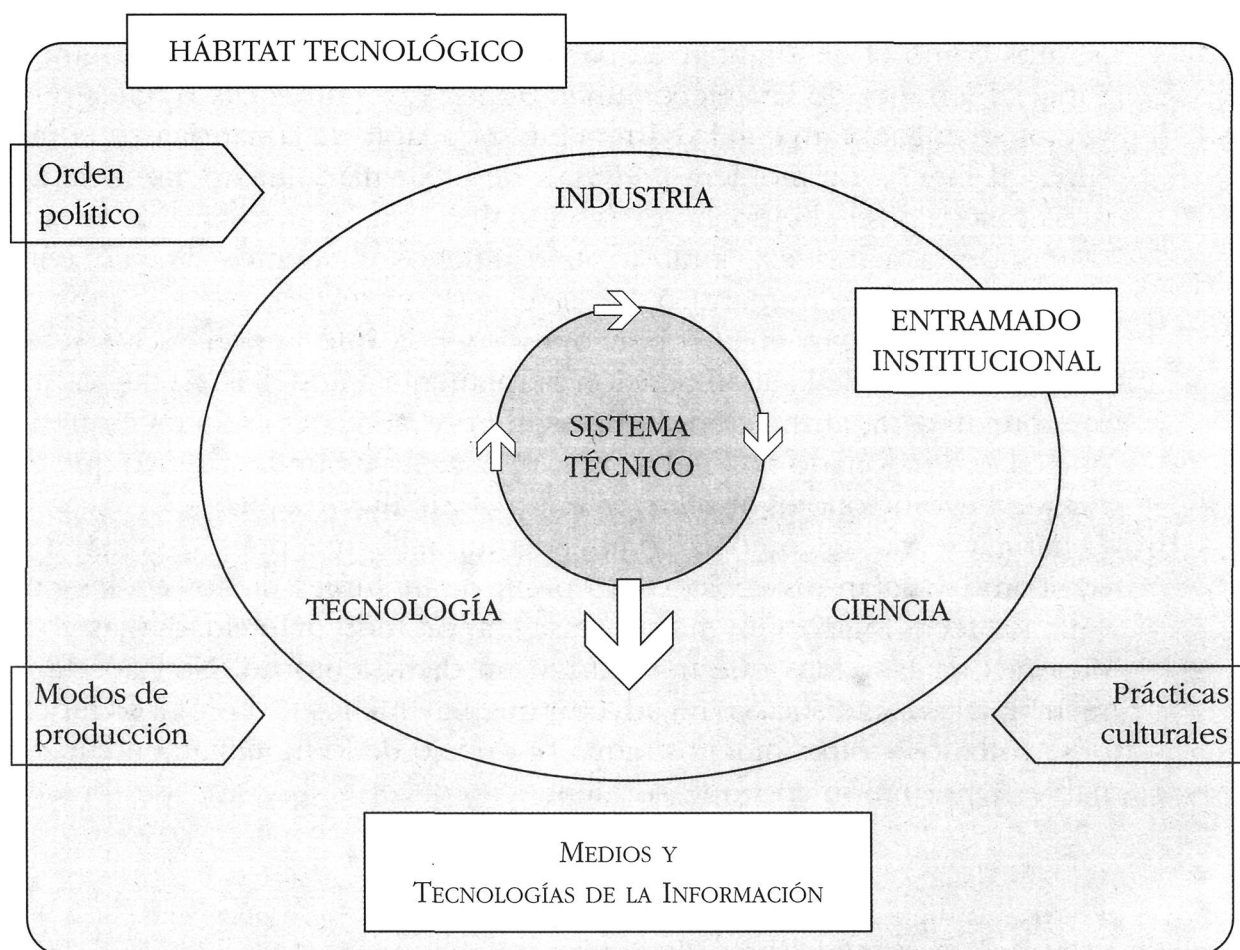 HÁBITAT TECNOLÓGICO
Orden
político
INDUSTRIA
ENTRAMADO
INSTITUCIONAL
SISTEMA
TÉCNICO
TECNOLOGÍA
CIENCIA
Modos de
producción
Prácticas
culturales
MEDIOS Y
TECNOLOGÍAS DE LA INFORMACIÓN